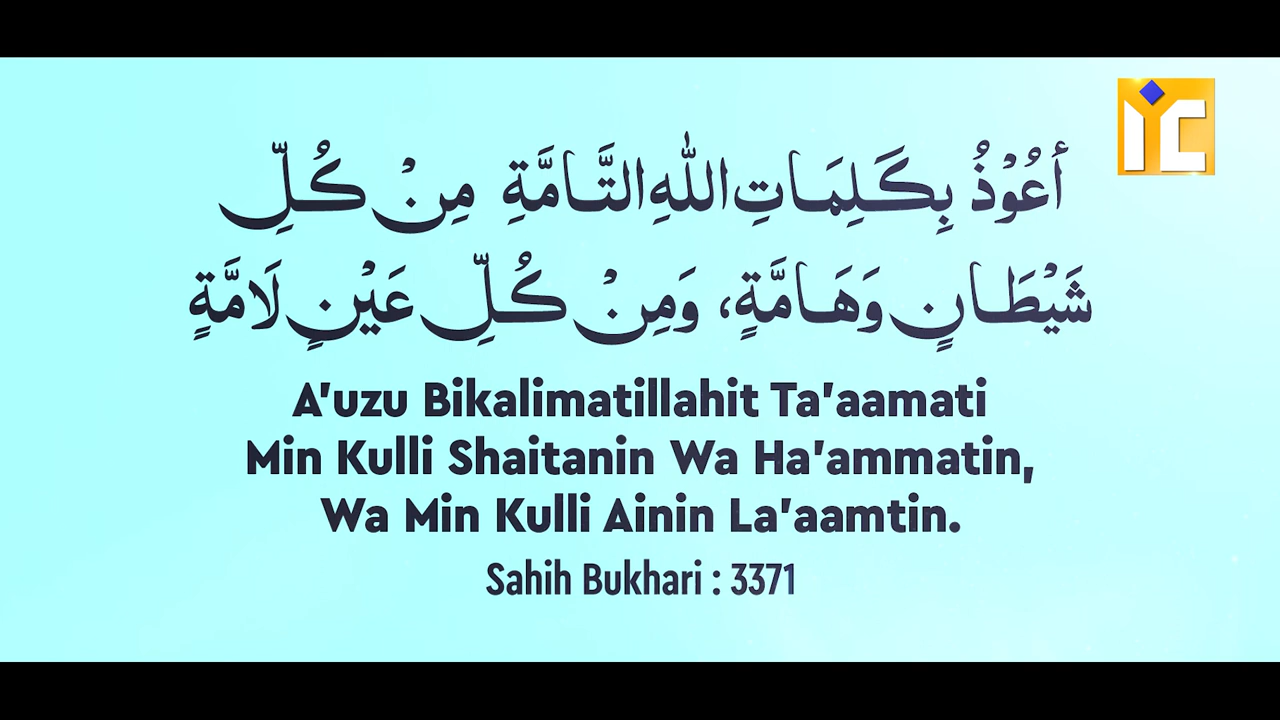 أَعُوْذُ بِكَلِمَاتِ اللهِ التَّامَّةِ مِنْ كُلِّ
شَيْطَانٍ وَهَامَّةٍ، وَمِنْ كُلِّ عَيْنٍ لَامَّةٍ
A'uzu Bikalimatillahit Ta'aamati
Min Kulli Shaitanin Wa Ha'ammatin,
Wa Min Kulli Ainin La'aamtin.
Sahih Bukhari : 3371